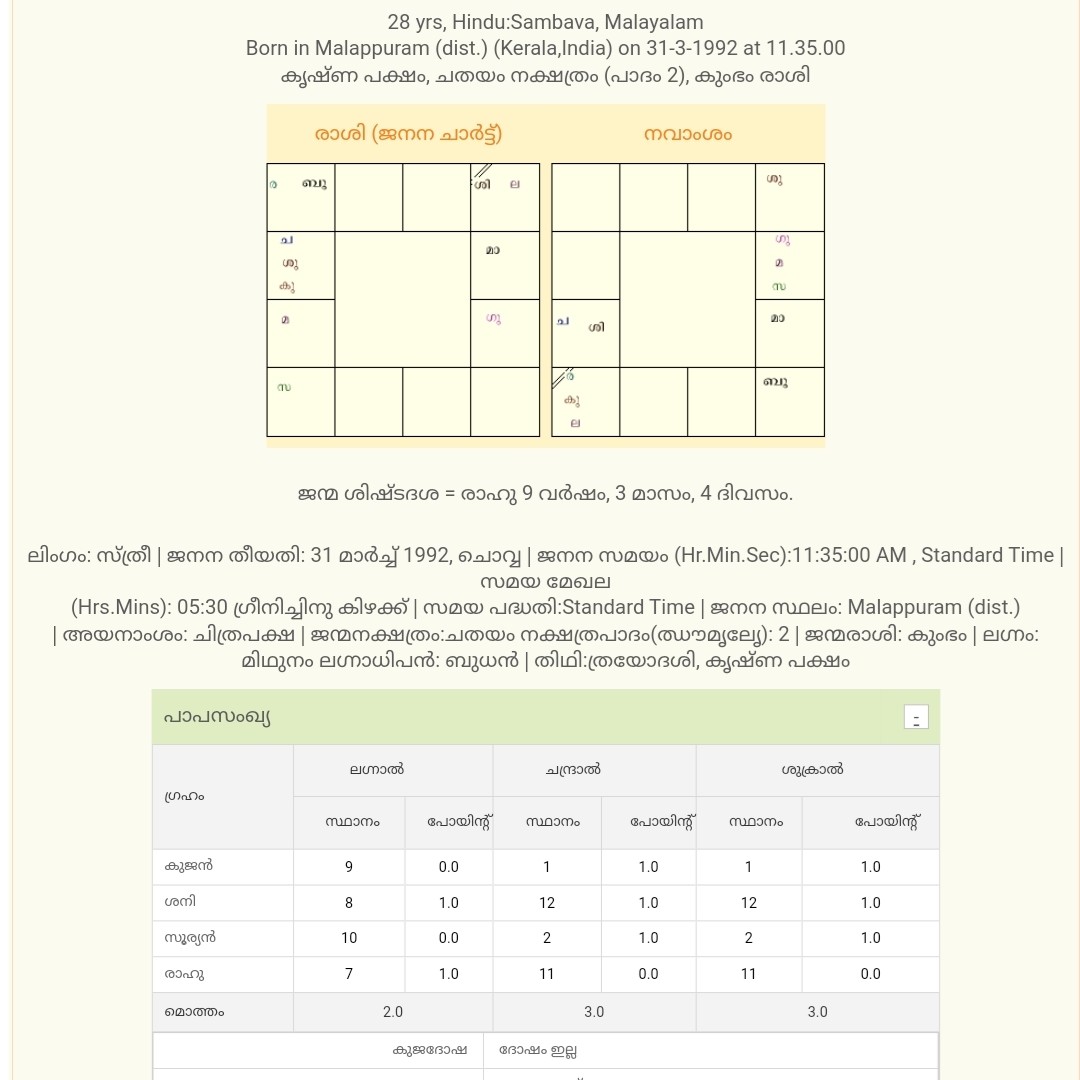 28 yrs, Hindu:Sambava, Malayalam
Born in Malappuram (dist.) (Kerala,India) on 31-3-1992 at 11.35.00
കൃഷ്ണ പക്ഷം, ചതയം നക്ഷത്രം (പാദം 2), കുംഭം രാശി
രാശി (ജനന ചാർട്ട്) നവാംശം
ര ബു ശി ല ശു
ച ശു കു മാ ഗു മ സ
മ ഗു ച ശി മാ
സ ര കു ല ബു
ജന്മ ശിഷ്ടദശ = രാഹു 9 വർഷം, 3 മാസം, 4 ദിവസം.
ലിംഗം: സ്ത്രീ | ജനന തീയതി: 31 മാർച്ച് 1992, ചൊവ്വ | ജനന സമയം (Hr.Min.Sec):11:35:00 AM , Standard Time |
സമയ മേഖല
(Hrs.Mins): 05:30 ഗ്രീനിച്ചിനു കിഴക്ക് | സമയ പദ്ധതി:Standard Time | ജനന സ്ഥലം: Malappuram (dist.)
| അയനാംശം: ചിത്രപക്ഷ | ജന്മനക്ഷത്രം:ചതയം നക്ഷത്രപാദം(ഝൗമൃല്യേ): 2 | ജന്മരാശി: കുംഭം | ലഗ്നം:
മിഥുനം ലഗ്നാധിപൻ: ബുധൻ | തിഥി:ത്രയോദശി, കൃഷ്ണ പക്ഷം
പാപസംഖ്യ -
ഗ്രഹം ലഗ്നാൽ ചന്ദ്രാൽ ശുക്രാൽ
സ്ഥാനം പോയിന്റ് സ്ഥാനം പോയിന്റ് സ്ഥാനം പോയിന്റ്
കുജൻ 9 0.0 1 1.0 1 1.0
ശനി 8 1.0 12 1.0 12 1.0
സൂര്യൻ 10 0.0 2 1.0 2 1.0
രാഹു 7 1.0 11 0.0 11 0.0
മൊത്തം 2.0 3.0 3.0
കുജദോഷ ദോഷം ഇല്ല